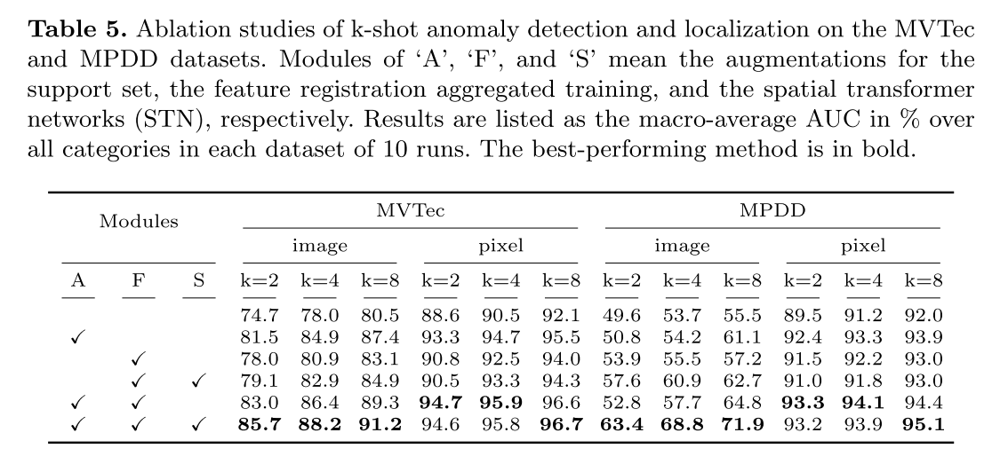 Table 5. Ablation studies of k-shot anomaly detection and localization on the MVTec
and MPDD datasets. Modules of ‘A’, ‘F’, and ‘S’ mean the augmentations for the
support set, the feature registration aggregated training, and the spatial transformer
networks (STN), respectively. Results are listed as the macro-average AUC in % over
all categories in each dataset of 10 runs. The best-performing method is in bold.
Modules MVTec MPDD
image pixel image pixel
A F S k=2 k=4 k=8 k=2 k=4 k=8 k=2 k=4 k=8 k=2 k=4 k=8
74.7 78.0 80.5 88.6 90.5 92.1 49.6 53.7 55.5 89.5 91.2 92.0
✓ 81.5 84.9 87.4 93.3 94.7 95.5 50.8 54.2 61.1 92.4 93.3 93.9
✓ 78.0 80.9 83.1 90.8 92.5 94.0 53.9 55.5 57.2 91.5 92.2 93.0
✓ ✓ 79.1 82.9 84.9 90.5 93.3 94.3 57.6 60.9 62.7 91.0 91.8 93.0
✓ ✓ 83.0 86.4 89.3 94.7 95.9 96.6 52.8 57.7 64.8 93.3 94.1 94.4
✓ ✓ ✓ 85.7 88.2 91.2 94.6 95.8 96.7 63.4 68.8 71.9 93.2 93.9 95.1